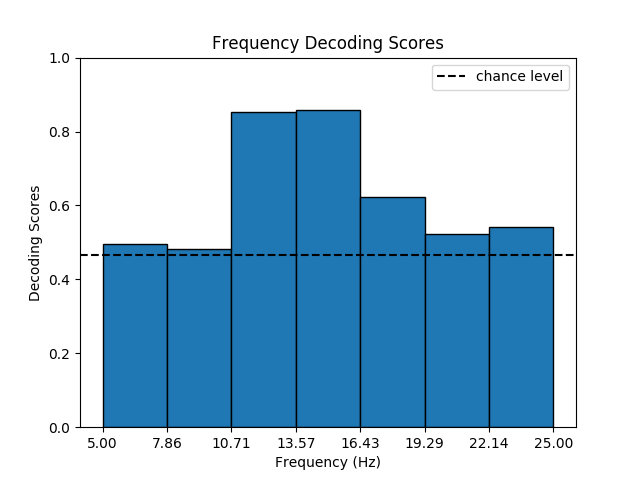 Frequency Decoding Scores
chance level
1.0
0.8
0.6
0.4
0.2
0.0
Decoding Scores
5.00 7.86 10.71 13.57 16.43 19.29 22.14 25.00
Frequency (Hz)